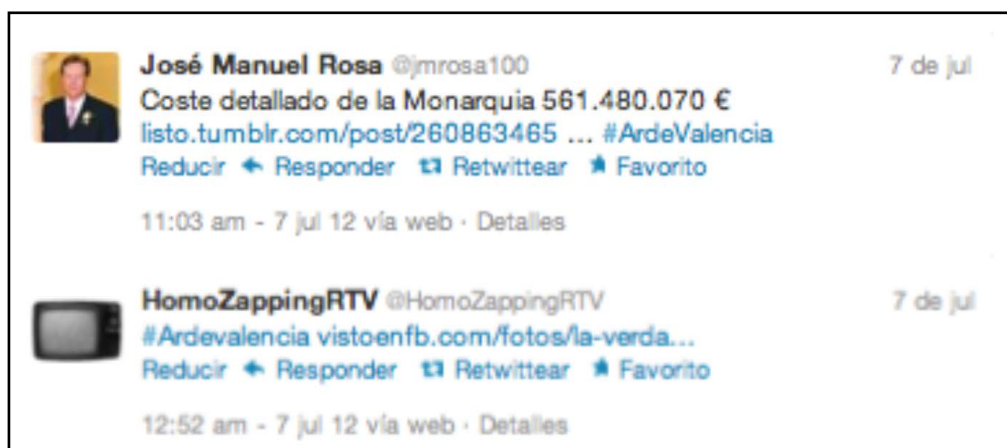 José Manuel Rosa @jmrosa100 7 de jul
Coste detallado de la Monarquia 561.480.070 €
listo.tumblr.com/post/260863465 ... #ArdeValencia
Reducir Responder Retwittear Favorito
11:03 am - 7 jul 12 vía web · Detalles
HomoZappingRTV @HomoZappingRTV 7 de jul
#Ardevalencia vistoenfb.com/fotos/la-verda...
Reducir Responder Retwittear Favorito
12:52 am - 7 jul 12 vía web · Detalles